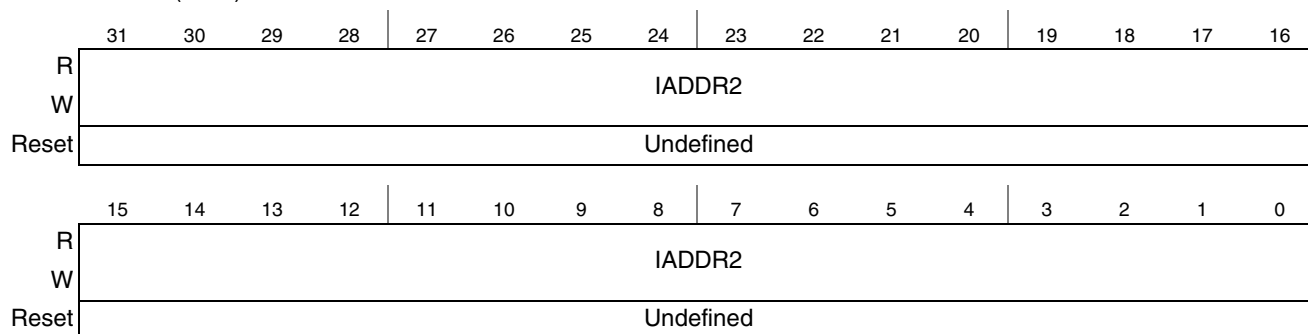 31 30 29 28 27 26 25 24 23 22 21 20 19 18 17 16
R
IADDR2
W
Reset Undefined
15 14 13 12 11 10 9 8 7 6 5 4 3 2 1 0
R
IADDR2
W
Reset Undefined